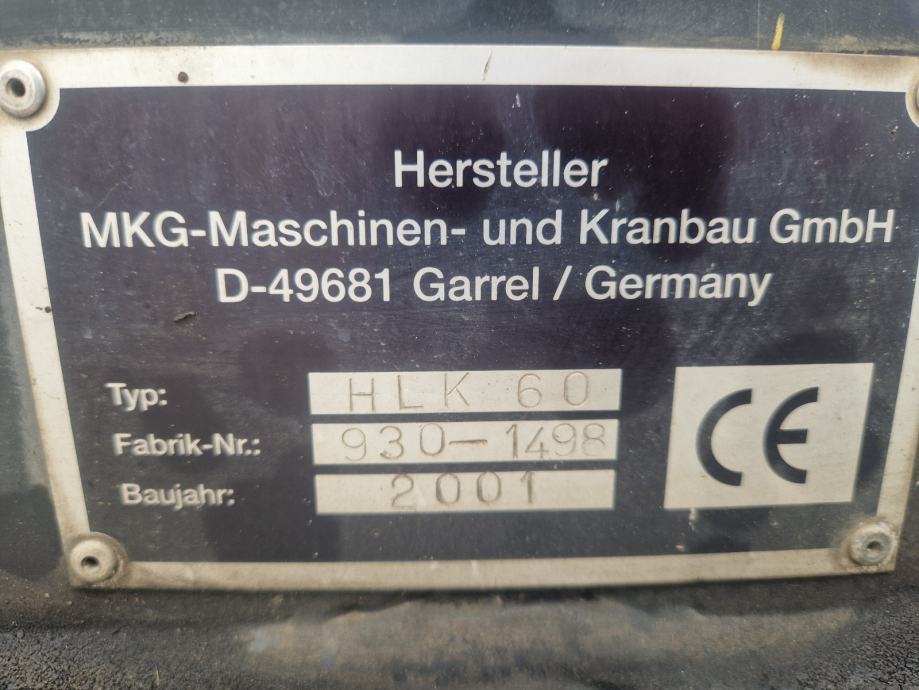 Hersteller
MKG-Maschinen- und Kranbau GmbH
D-49681 Garrel / Germany
Typ: HLK 60
Fabrik-Nr.: 930-1498
Baujahr: 2001
CE